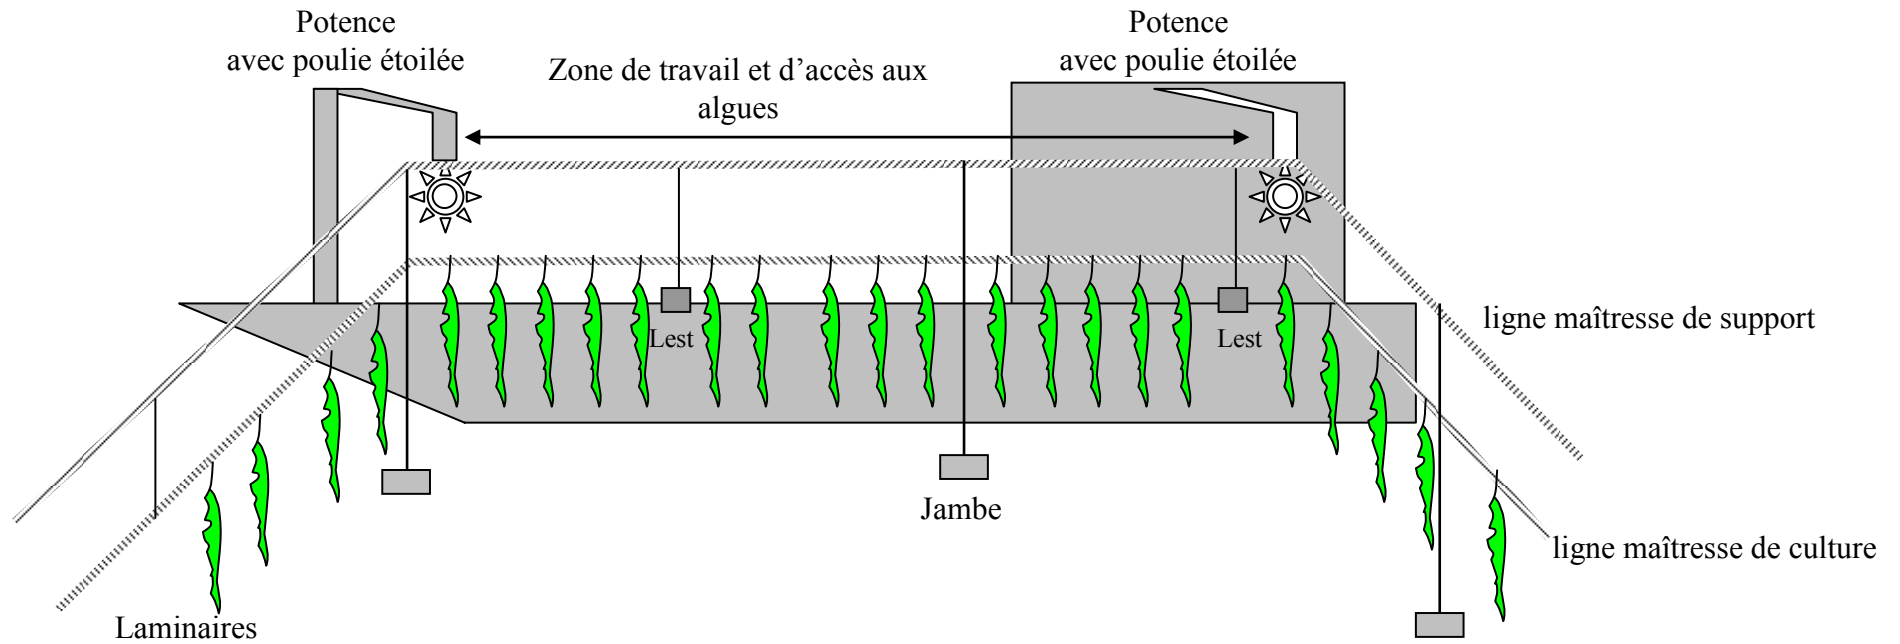 Potence
avec poulie étoilée
Zone de travail et d’accès aux
algues
Potence
avec poulie étoilée
Lest
Lest
ligne maîtresse de support
Jambe
ligne maîtresse de culture
Laminaires